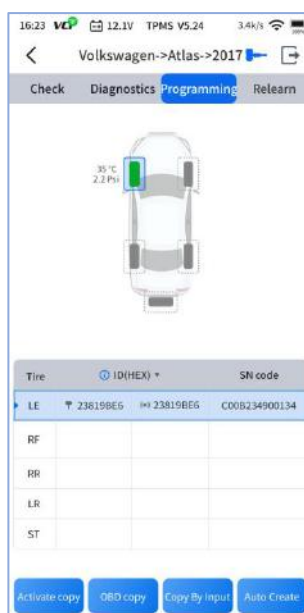 16:23 VCP 12.1V TPMS V5.24 3.4k/s
Volkswagen->Atlas->2017
Check Diagnostics Programming Relearn
35 °C
2.2 Psi
Tire ID(HEX) SN code
LE 23819BE6 23819BE6 C00B234900134
RF
RR
LR
ST
Activate copy OBD copy Copy By Input Auto Create